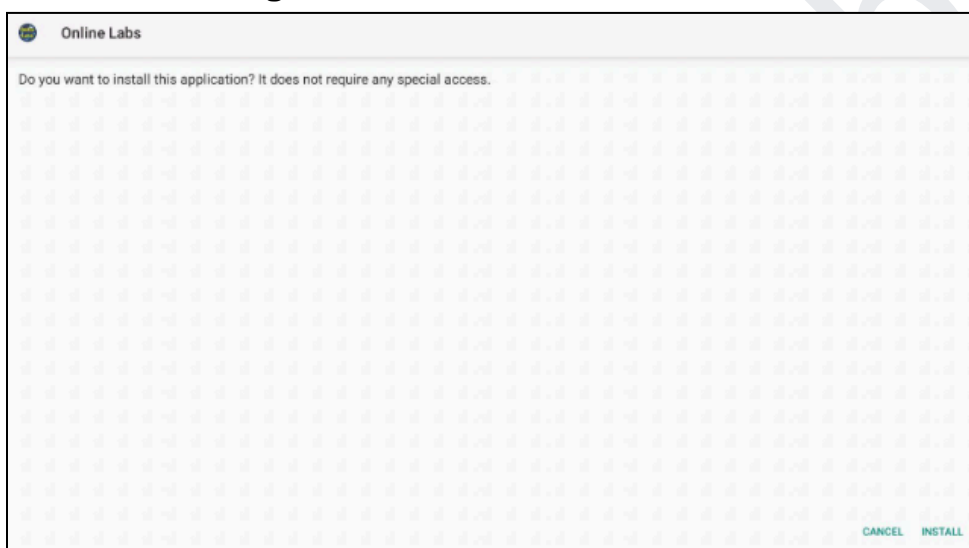 Online Labs
Do you want to install this application? It does not require any special access.
CANCEL INSTALL